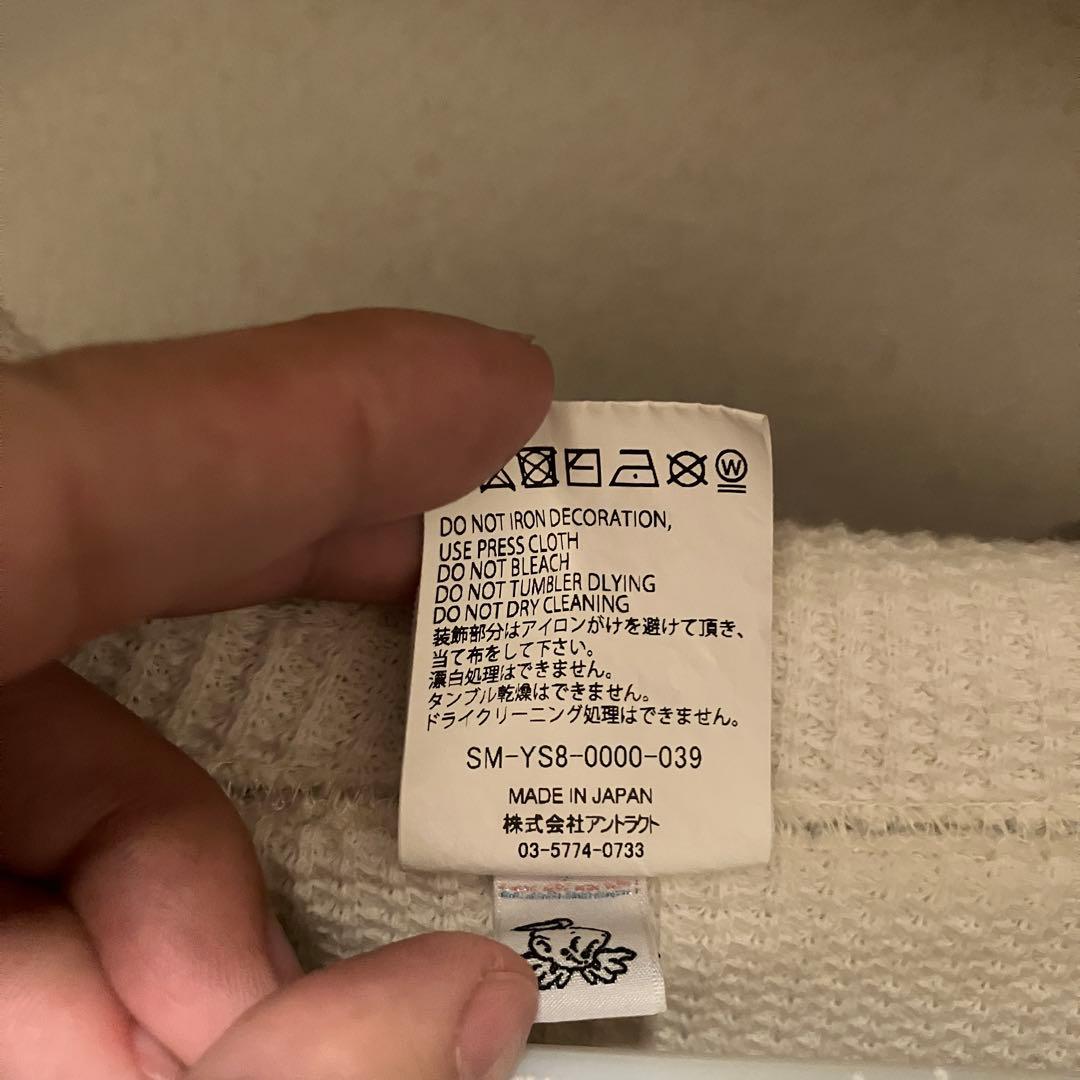 W
DO NOT IRON DECORATION,
USE PRESS CLOTH
DO NOT BLEACH
DO NOT TUMBLER DLYING
DO NOT DRY CLEANING
装飾部分はアイロンがけを避けて頂き、
当て布をして下さい。
漂白処理はできません。
タンブル乾燥はできません。
ドライクリーニング処理はできません。
SM-YS8-0000-039
MADE IN JAPAN
株式会社アントラクト
03-5774-0733